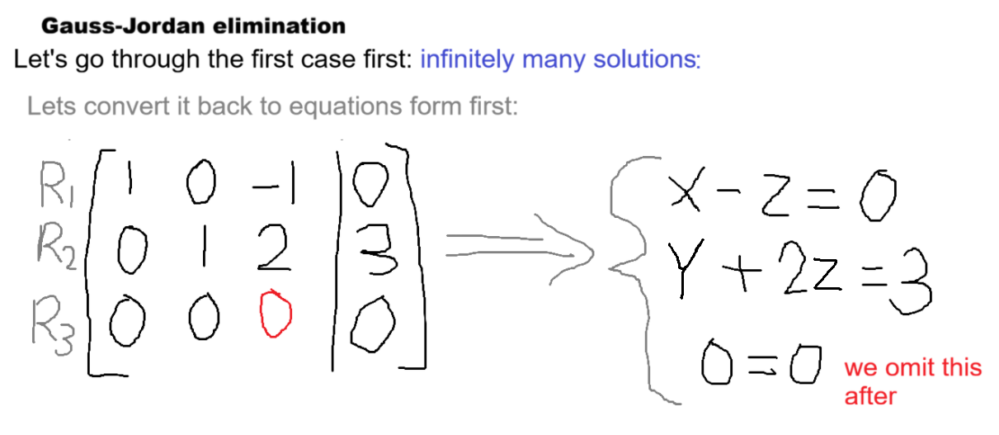 Gauss-Jordan elimination
Let's go through the first case first: infinitely many solutions:
Lets convert it back to equations form first:
R1 [ 1 0 -1 | 0 ] ⇒ { X - Z = 0
R2 [ 0 1 2 | 3 ] Y + 2Z = 3
R3 [ 0 0 0 | 0 ] 0 = 0 we omit this
after